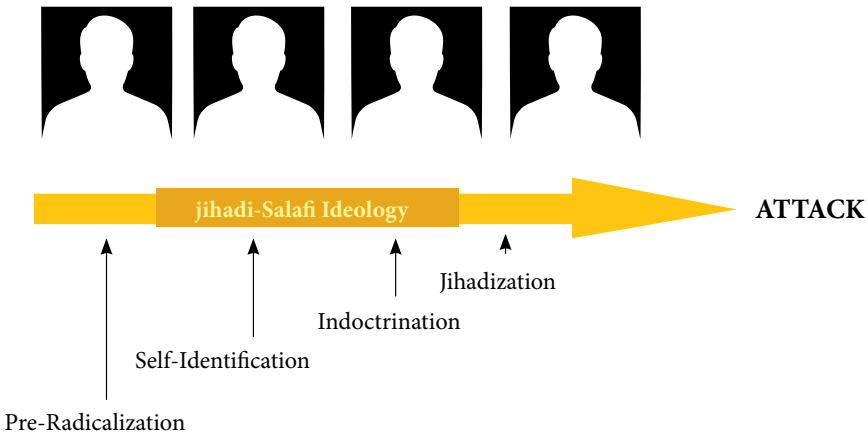 jihadi-Salafi Ideology
ATTACK
Jihadization
Indoctrination
Self-Identification
Pre-Radicalization